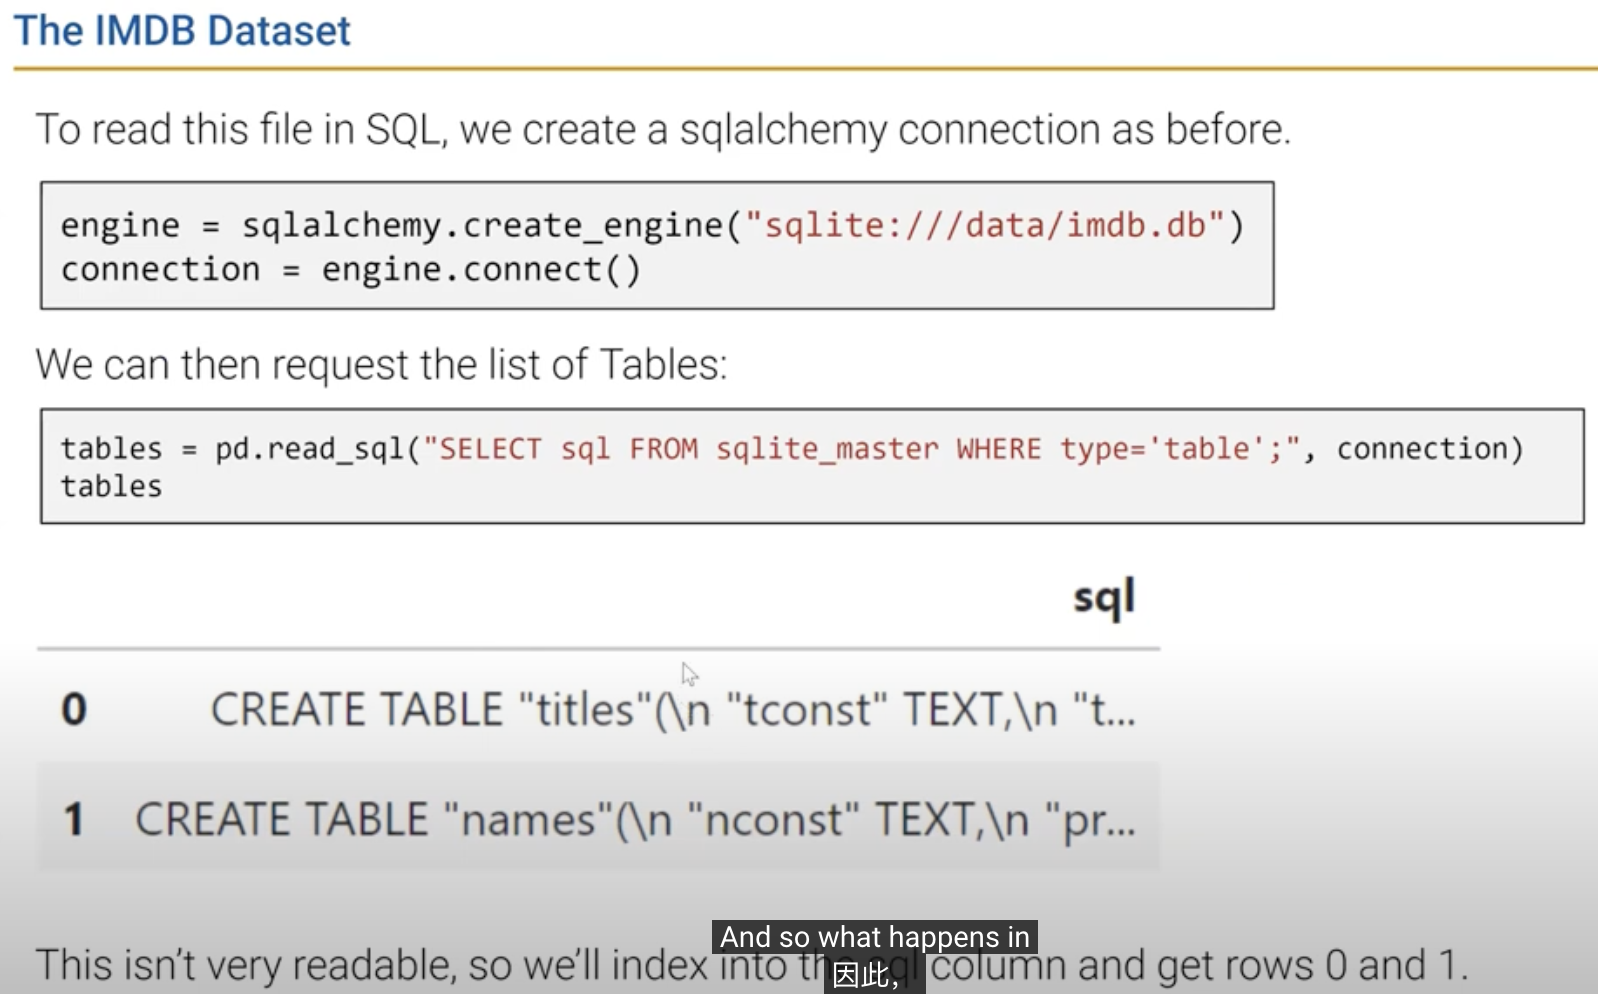 The IMDB Dataset
To read this file in SQL, we create a sqlalchemy connection as before.
engine = sqlalchemy.create_engine("sqlite:///data/imdb.db")
connection = engine.connect()
We can then request the list of Tables:
tables = pd.read_sql("SELECT sql FROM sqlite_master WHERE type='table';", connection)
tables
sql
0 CREATE TABLE "titles"(\n "tconst" TEXT,\n "t...
1 CREATE TABLE "names"(\n "nconst" TEXT,\n "pr...
And so what happens in
This isn't very readable, so we'll index into the sql column and get rows 0 and 1.
因此,